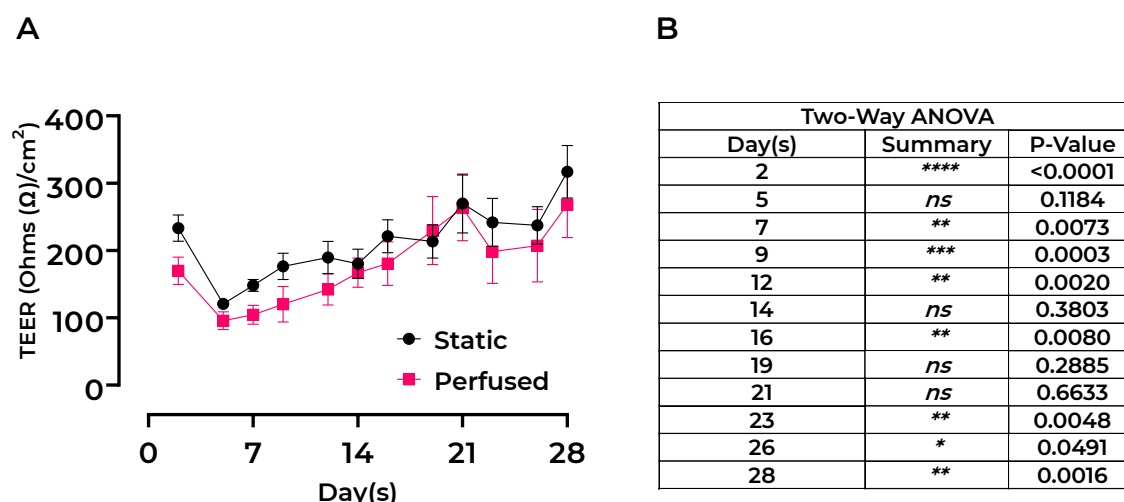 A
B
TEER (Ohms (Ω)/cm²)
400
300
200
100
0
Static
Perfused
0 7 14 21 28
Day(s)
Two-Way ANOVA
Day(s) Summary P-Value
2 **** <0.0001
5 ns 0.1184
7 ** 0.0073
9 *** 0.0003
12 ** 0.0020
14 ns 0.3803
16 ** 0.0080
19 ns 0.2885
21 ns 0.6633
23 ** 0.0048
26 * 0.0491
28 ** 0.0016